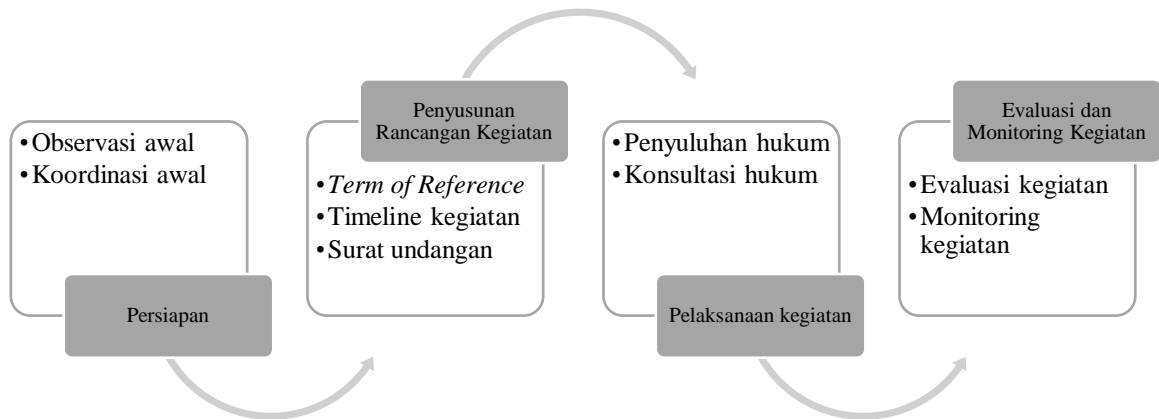 • Observasi awal
• Koordinasi awal
Persiapan
Penyusunan
Rancangan Kegiatan
• Term of Reference
• Timeline kegiatan
• Surat undangan
• Penyuluhan hukum
• Konsultasi hukum
Pelaksanaan kegiatan
Evaluasi dan
Monitoring Kegiatan
• Evaluasi kegiatan
• Monitoring
kegiatan